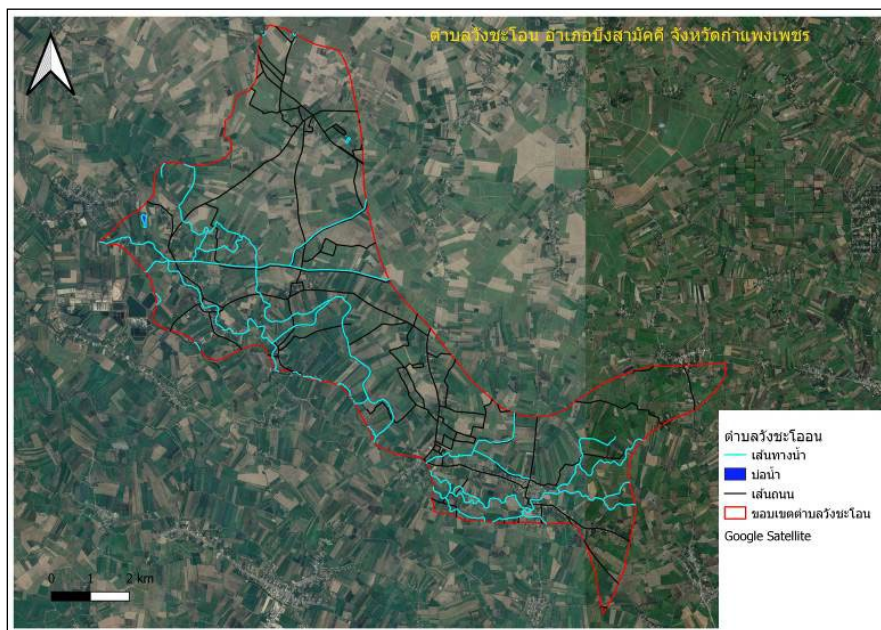 ตำบลวังชะโอน อำเภอบึงสามัคคี จังหวัดกำแพงเพชร
ตำบลวังชะโออน
เส้นทางน้ำ
บ่อน้ำ
เส้นถนน
ขอบเขตตำบลวังชะโอน
Google Satellite
0 1 2 km